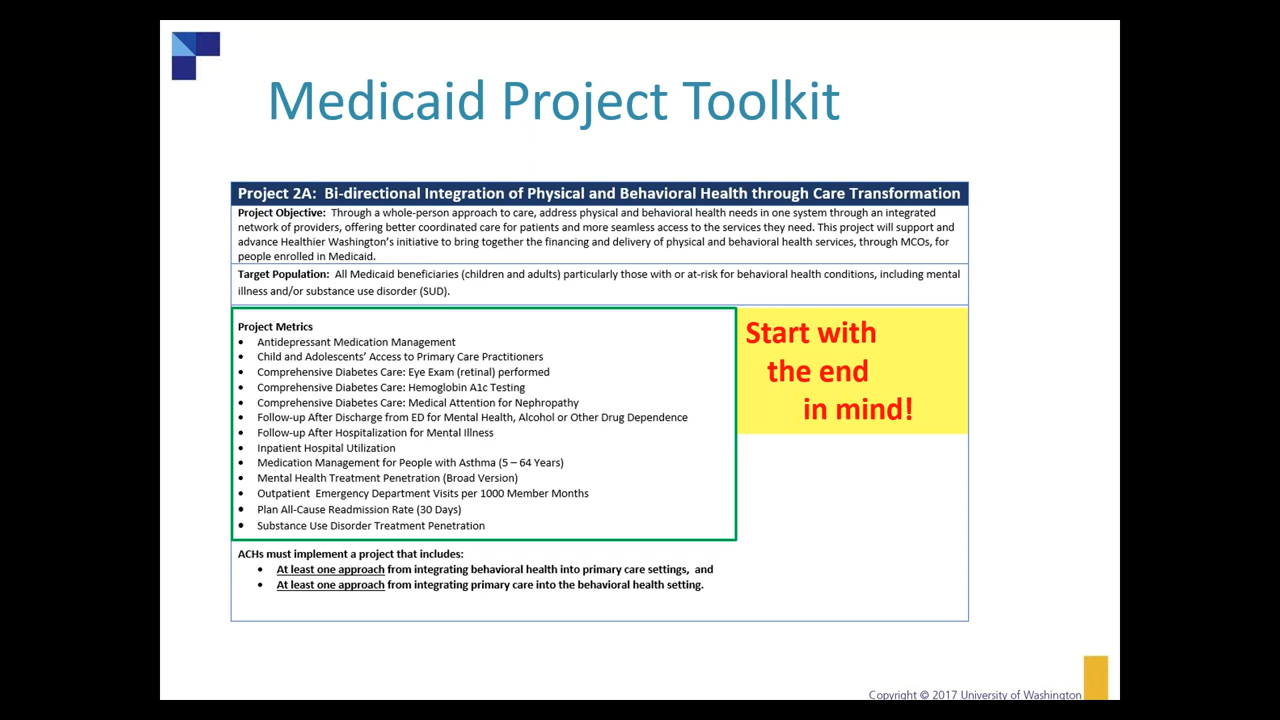 Medicaid Project Toolkit
Project 2A:  Bi-directional Integration of Physical and Behavioral Health through Care Transformation
Project Objective:  Through a whole-person approach to care, address physical and behavioral health needs in one system through an integrated
network of providers, offering better coordinated care for patients and more seamless access to the services they need. This project will support and
advance Healthier Washington's initiative to bring together the financing and delivery of physical and behavioral health services, through MCOs, for
people enrolled in Medicaid.
Target Population:  All Medicaid beneficiaries (children and adults) particularly those with or at-risk for behavioral health conditions, including mental
illness and/or substance use disorder (SUD).
Project Metrics
• Antidepressant Medication Management
• Child and Adolescents' Access to Primary Care Practitioners
• Comprehensive Diabetes Care: Eye Exam (retinal) performed
• Comprehensive Diabetes Care: Hemoglobin A1c Testing
• Comprehensive Diabetes Care: Medical Attention for Nephropathy
• Follow-up After Discharge from ED for Mental Health, Alcohol or Other Drug Dependence
• Follow-up After Hospitalization for Mental Illness
• Inpatient Hospital Utilization
• Medication Management for People with Asthma (5 – 64 Years)
• Mental Health Treatment Penetration (Broad Version)
• Outpatient  Emergency Department Visits per 1000 Member Months
• Plan All-Cause Readmission Rate (30 Days)
• Substance Use Disorder Treatment Penetration
Start with
the end
in mind!
ACHs must implement a project that includes:
• At least one approach from integrating behavioral health into primary care settings,  and
• At least one approach from integrating primary care into the behavioral health setting.
Copyright © 2017 University of Washington